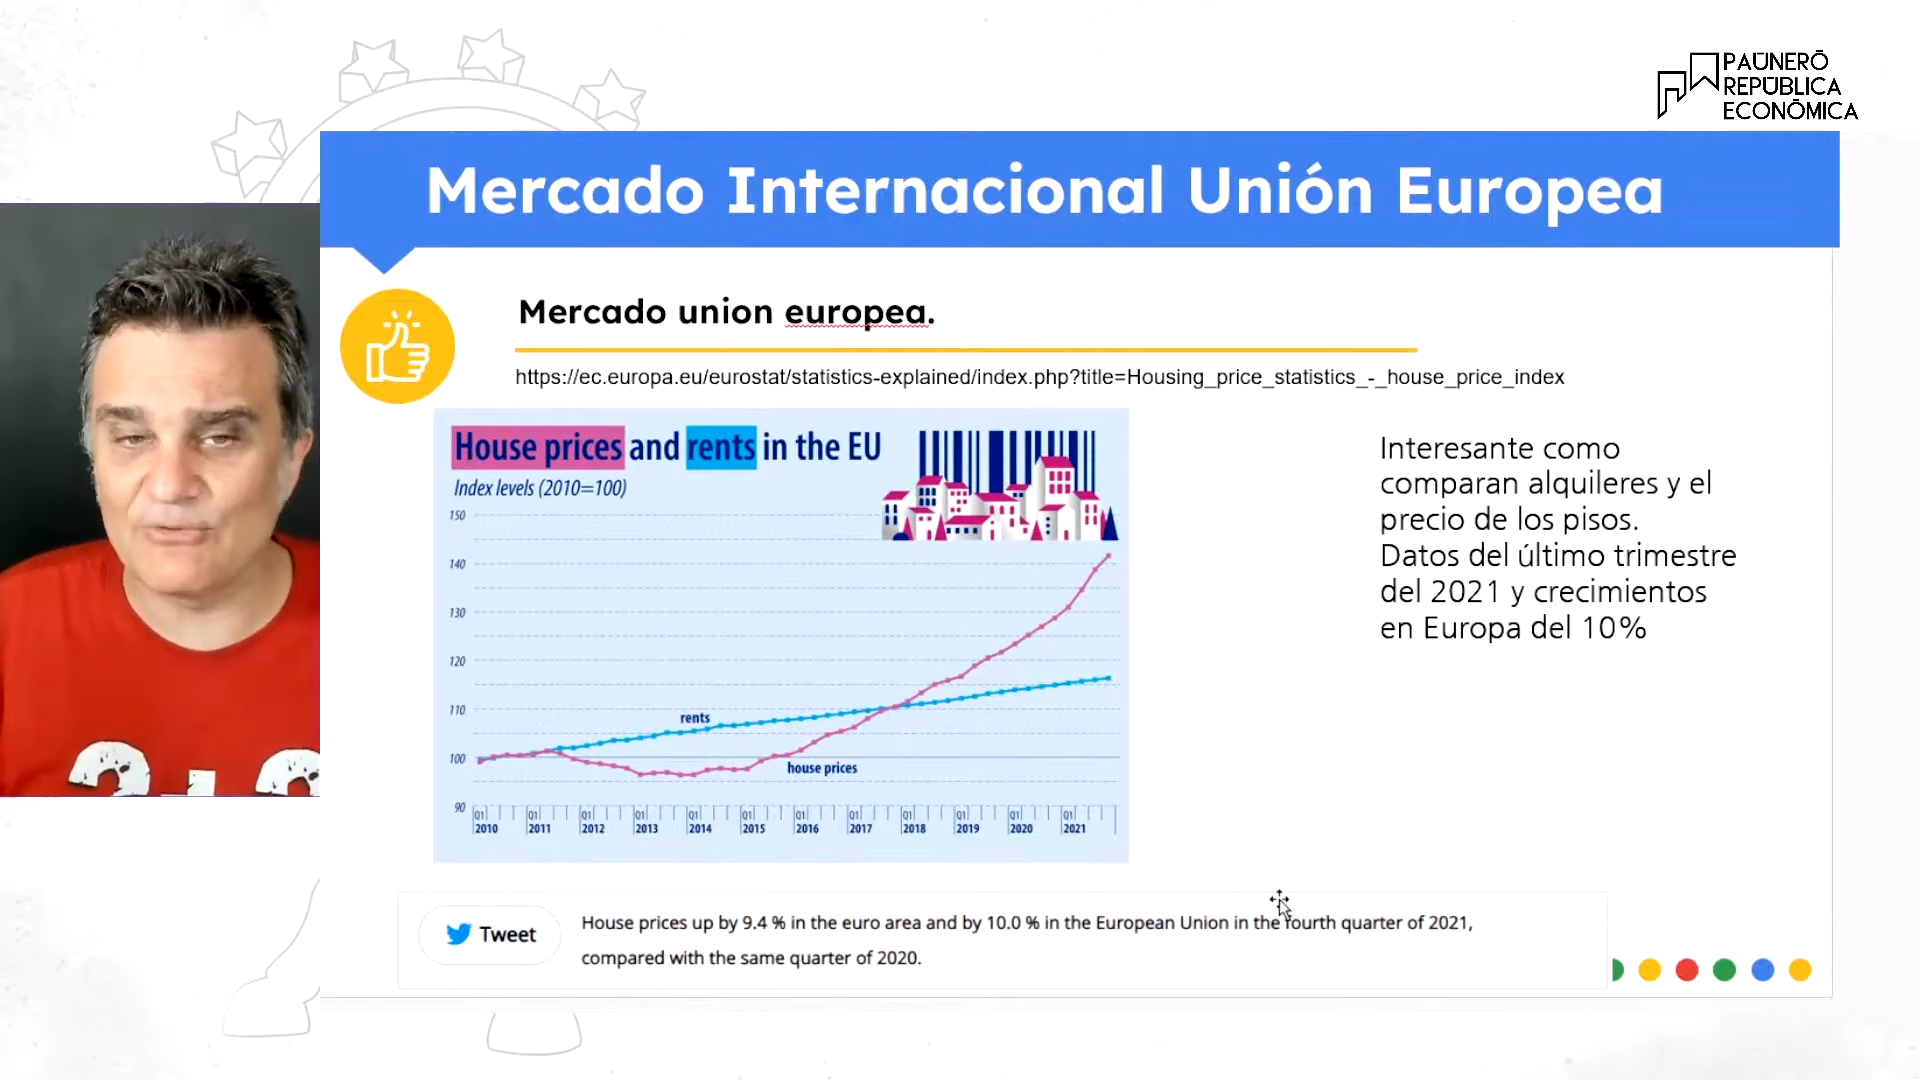 PAÜNERŌ
REPÜBLICA
ECONŌMICA
Mercado Internacional Unión Europea
Mercado union europea.
https://ec.europa.eu/eurostat/statistics-explained/index.php?title=Housing_price_statistics_-_house_price_index
House prices and rents in the EU
Index levels (2010=100)
150
140
130
120
110
100
90
rents
house prices
Q1 Q1 Q1 Q1 Q1 Q1 Q1 Q1 Q1 Q1 Q1 Q1
2010 2011 2012 2013 2014 2015 2016 2017 2018 2019 2020 2021
Interesante como
comparan alquileres y el
precio de los pisos.
Datos del último trimestre
del 2021 y crecimientos
en Europa del 10%
Tweet
House prices up by 9.4 % in the euro area and by 10.0 % in the European Union in the fourth quarter of 2021,
compared with the same quarter of 2020.